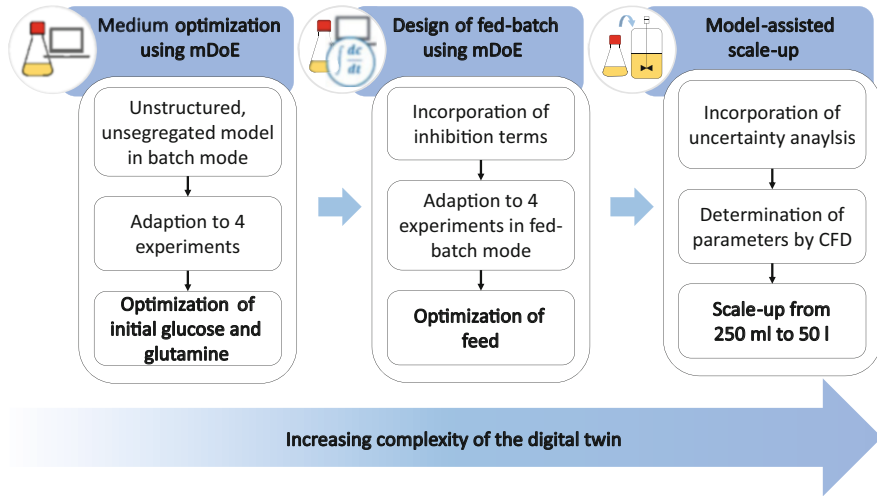 Medium optimization
using mDoE
Unstructured,
unsegregated model
in batch mode
Adaption to 4
experiments
Optimization of
initial glucose and
glutamine
Design of fed-batch
using mDoE
∫ dc/dt
Incorporation of
inhibition terms
Adaption to 4
experiments in fed-
batch mode
Optimization of
feed
Model-assisted
scale-up
Incorporation of
uncertainty anaylsis
Determination of
parameters by CFD
Scale-up from
250 ml to 50 l
Increasing complexity of the digital twin